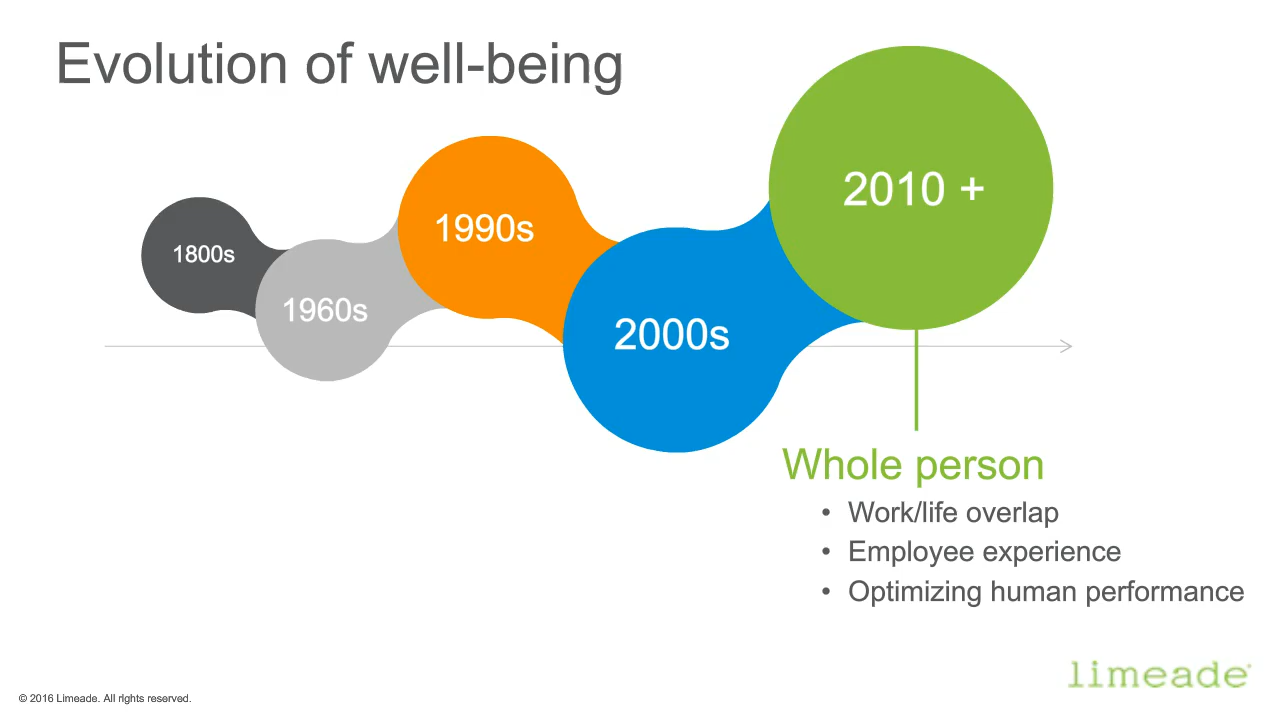 Evolution of well-being
1800s
1960s
1990s
2000s
2010 +
Whole person
• Work/life overlap
• Employee experience
• Optimizing human performance
limeade
© 2016 Limeade. All rights reserved.